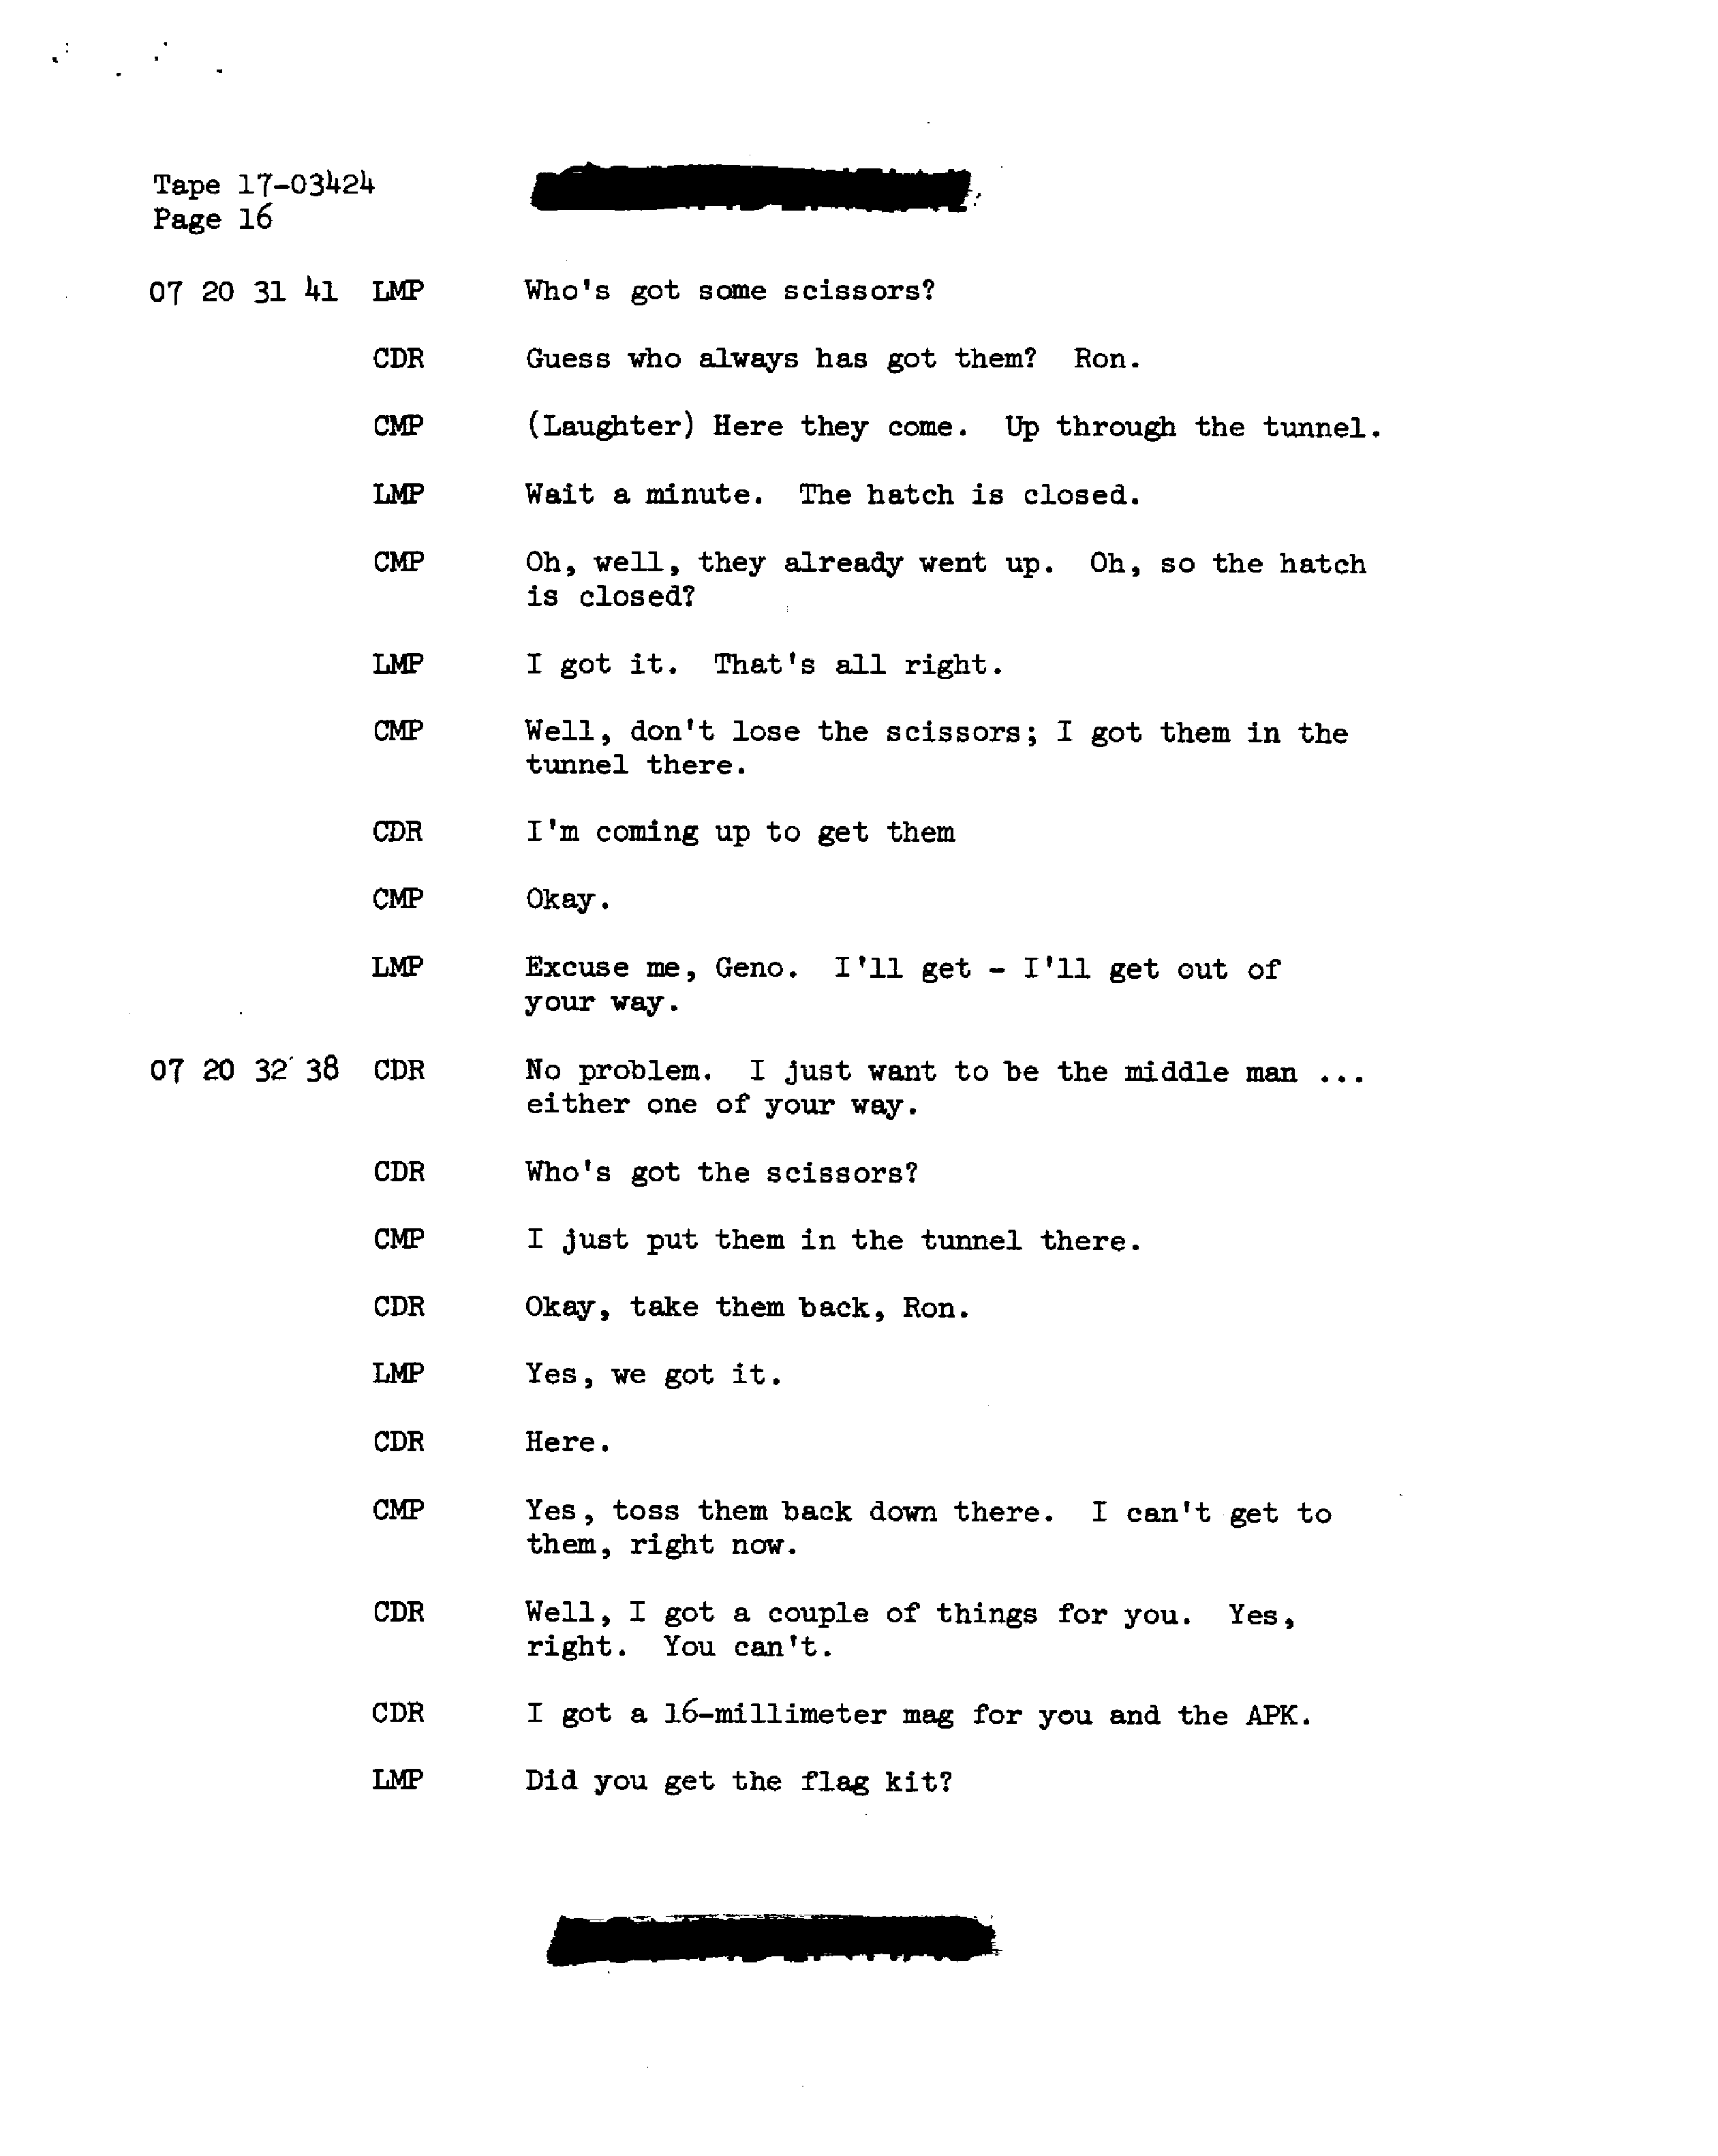 Tape 17-03424
Page 16
07 20 31 41 LMP Who's got some scissors?
CDR Guess who always has got them? Ron.
CMP (Laughter) Here they come. Up through the tunnel.
LMP Wait a minute. The hatch is closed.
CMP Oh, well, they already went up. Oh, so the hatch
is closed?
LMP I got it. That's all right.
CMP Well, don't lose the scissors; I got them in the
tunnel there.
CDR I'm coming up to get them
CMP Okay.
LMP Excuse me, Geno. I'll get - I'll get out of
your way.
07 20 32 38 CDR No problem. I just want to be the middle man ...
either one of your way.
CDR Who's got the scissors?
CMP I just put them in the tunnel there.
CDR Okay, take them back, Ron.
LMP Yes, we got it.
CDR Here.
CMP Yes, toss them back down there. I can't get to
them, right now.
CDR Well, I got a couple of things for you. Yes,
right. You can't.
CDR I got a 16-millimeter mag for you and the APK.
LMP Did you get the flag kit?